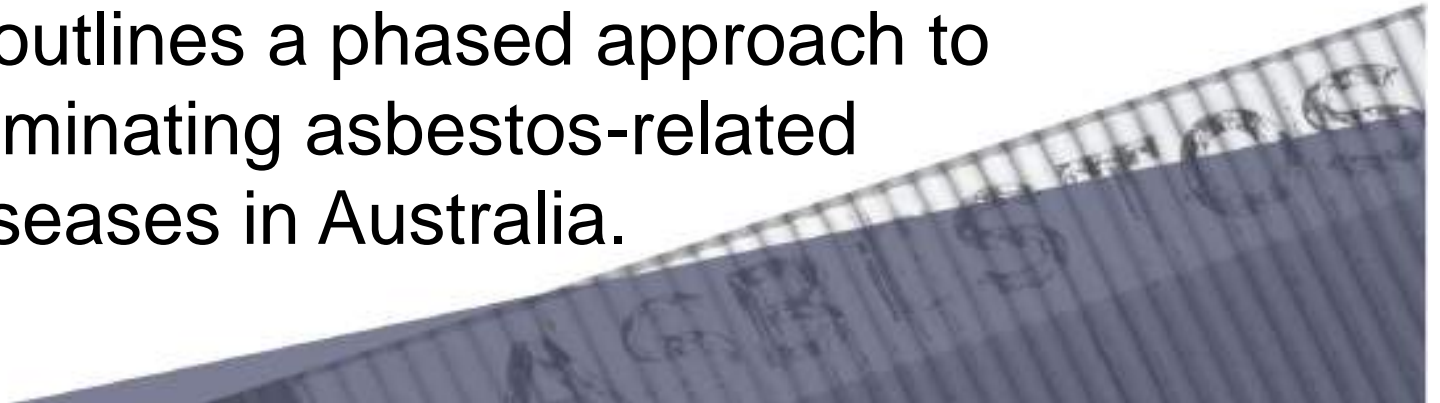 outlines a phased approach to
minating asbestos-related
seases in Australia.